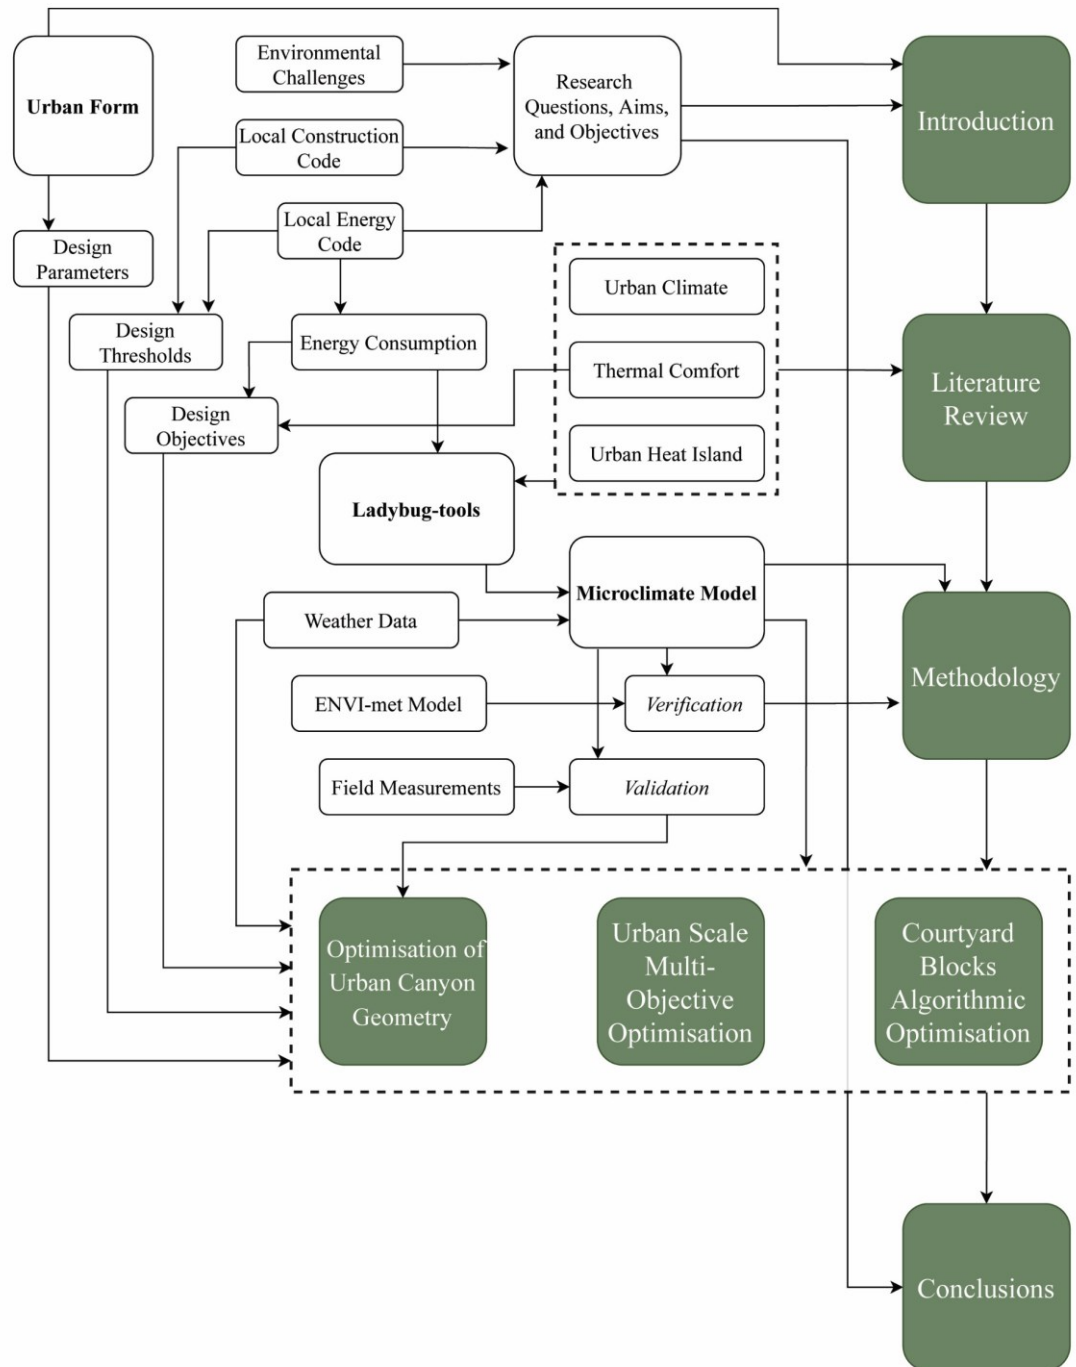 Urban Form
Environmental
Challenges
Research
Questions, Aims,
and Objectives
Introduction
Local Construction
Code
Local Energy
Code
Design
Parameters
Urban Climate
Design
Thresholds
Energy Consumption
Thermal Comfort
Literature
Review
Design
Objectives
Urban Heat Island
Ladybug-tools
Microclimate Model
Weather Data
Methodology
ENVI-met Model
Verification
Field Measurements
Validation
Optimisation of
Urban Canyon
Geometry
Urban Scale
Multi-
Objective
Optimisation
Courtyard
Blocks
Algorithmic
Optimisation
Conclusions